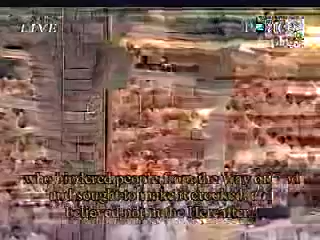 LIVE
who hindered people from the way of God
and sought to make it crooked,
believed not in the Hereafter.